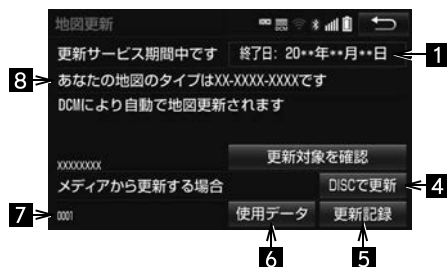 地図更新
更新サービス期間中です 終了日: 20**年**月**日 1
8 あなたの地図のタイプはXX-XXXX-XXXXです
DCMにより自動で地図更新されます
更新対象を確認
XXXXXXXX
メディアから更新する場合 DISCで更新 4
7 0001 使用データ 更新記録
6 5